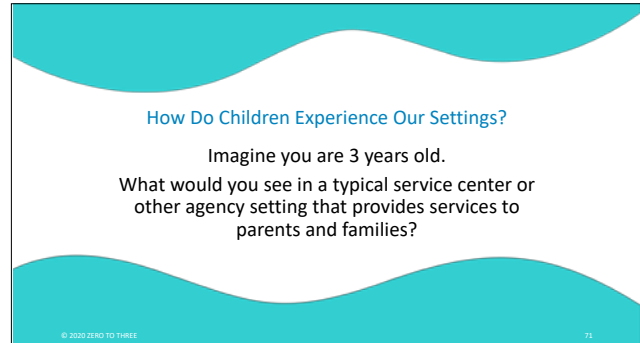 How Do Children Experience Our Settings?
Imagine you are 3 years old.
What would you see in a typical service center or
other agency setting that provides services to
parents and families?
© 2020 ZERO TO THREE
71